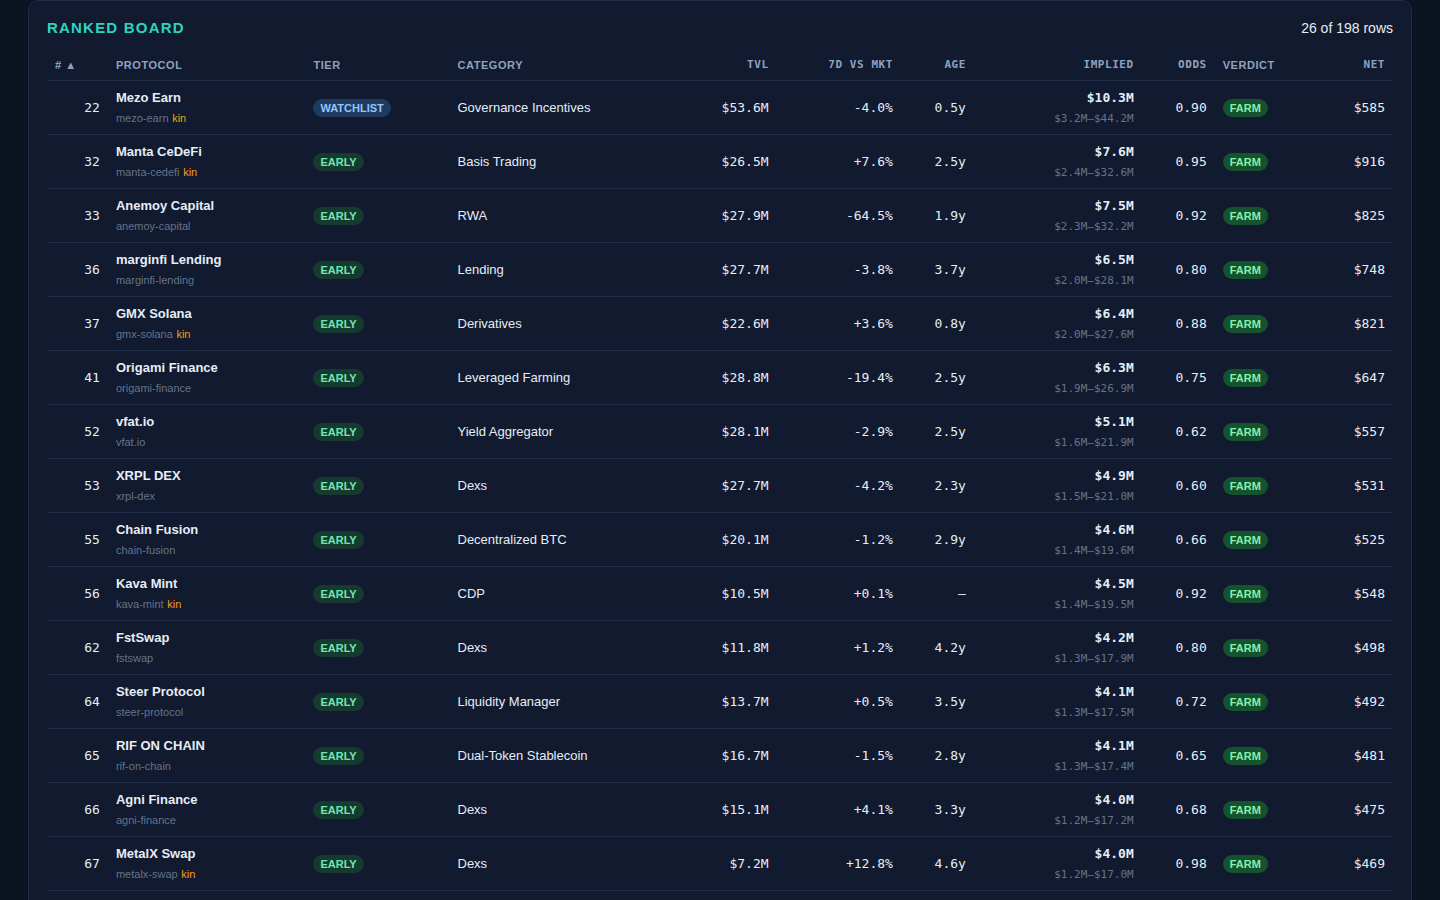 RANKED BOARD
26 of 198 rows
# ▲ PROTOCOL TIER CATEGORY TVL 7D VS MKT AGE IMPLIED ODDS VERDICT NET
22 Mezo Earn WATCHLIST Governance Incentives $53.6M -4.0% 0.5y $10.3M 0.90 FARM $585
mezo-earn kin $3.2M–$44.2M
32 Manta CeDeFi EARLY Basis Trading $26.5M +7.6% 2.5y $7.6M 0.95 FARM $916
manta-cedefi kin $2.4M–$32.6M
33 Anemoy Capital EARLY RWA $27.9M -64.5% 1.9y $7.5M 0.92 FARM $825
anemoy-capital $2.3M–$32.2M
36 marginfi Lending EARLY Lending $27.7M -3.8% 3.7y $6.5M 0.80 FARM $748
marginfi-lending $2.0M–$28.1M
37 GMX Solana EARLY Derivatives $22.6M +3.6% 0.8y $6.4M 0.88 FARM $821
gmx-solana kin $2.0M–$27.6M
41 Origami Finance EARLY Leveraged Farming $28.8M -19.4% 2.5y $6.3M 0.75 FARM $647
origami-finance $1.9M–$26.9M
52 vfat.io EARLY Yield Aggregator $28.1M -2.9% 2.5y $5.1M 0.62 FARM $557
vfat.io $1.6M–$21.9M
53 XRPL DEX EARLY Dexs $27.7M -4.2% 2.3y $4.9M 0.60 FARM $531
xrpl-dex $1.5M–$21.0M
55 Chain Fusion EARLY Decentralized BTC $20.1M -1.2% 2.9y $4.6M 0.66 FARM $525
chain-fusion $1.4M–$19.6M
56 Kava Mint EARLY CDP $10.5M +0.1% – $4.5M 0.92 FARM $548
kava-mint kin $1.4M–$19.5M
62 FstSwap EARLY Dexs $11.8M +1.2% 4.2y $4.2M 0.80 FARM $498
fstswap $1.3M–$17.9M
64 Steer Protocol EARLY Liquidity Manager $13.7M +0.5% 3.5y $4.1M 0.72 FARM $492
steer-protocol $1.3M–$17.5M
65 RIF ON CHAIN EARLY Dual-Token Stablecoin $16.7M -1.5% 2.8y $4.1M 0.65 FARM $481
rif-on-chain $1.3M–$17.4M
66 Agni Finance EARLY Dexs $15.1M +4.1% 3.3y $4.0M 0.68 FARM $475
agni-finance $1.2M–$17.2M
67 MetalX Swap EARLY Dexs $7.2M +12.8% 4.6y $4.0M 0.98 FARM $469
metalx-swap kin $1.2M–$17.0M